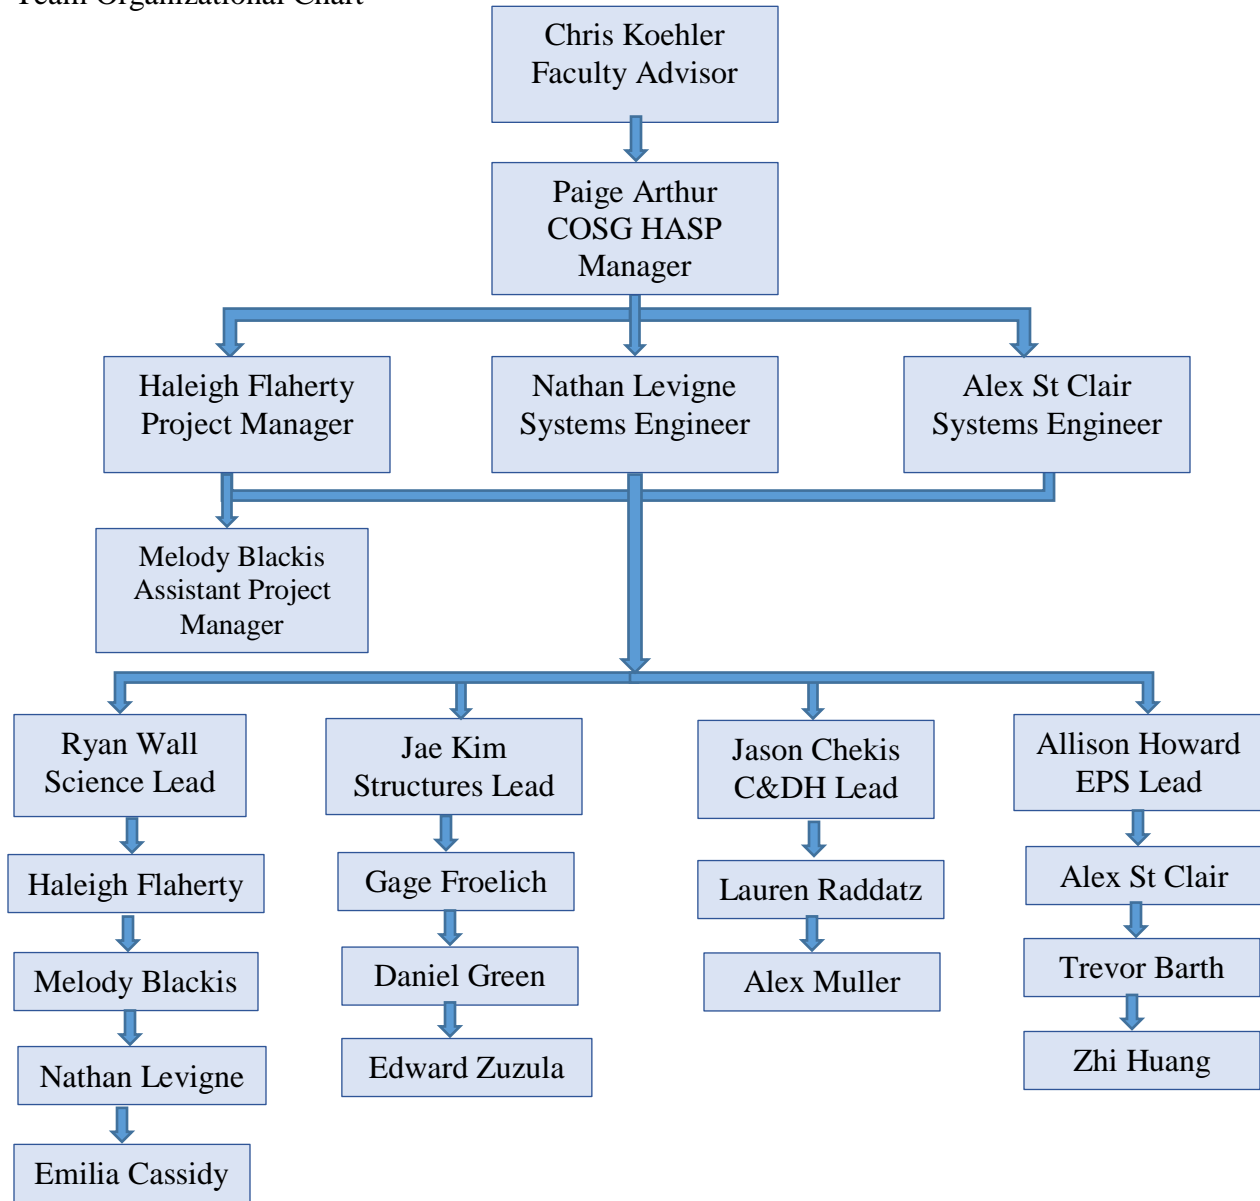 Team Organizational Chart
Chris Koehler
Faculty Advisor
Paige Arthur
COSG HASP
Manager
Haleigh Flaherty
Project Manager
Nathan Levigne
Systems Engineer
Alex St Clair
Systems Engineer
Melody Blackis
Assistant Project
Manager
Ryan Wall
Science Lead
Jae Kim
Structures Lead
Jason Chekis
C&DH Lead
Allison Howard
EPS Lead
Haleigh Flaherty
Gage Froelich
Lauren Raddatz
Alex St Clair
Melody Blackis
Daniel Green
Alex Muller
Trevor Barth
Nathan Levigne
Edward Zuzula
Zhi Huang
Emilia Cassidy